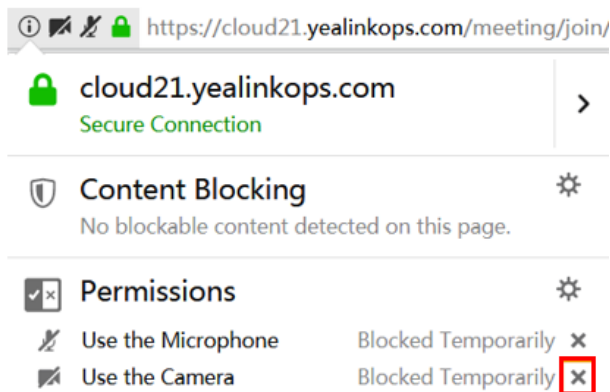 https://cloud21.yealinkops.com/meeting/join/
cloud21.yealinkops.com
Secure Connection
Content Blocking
No blockable content detected on this page.
Permissions
Use the Microphone Blocked Temporarily
Use the Camera Blocked Temporarily